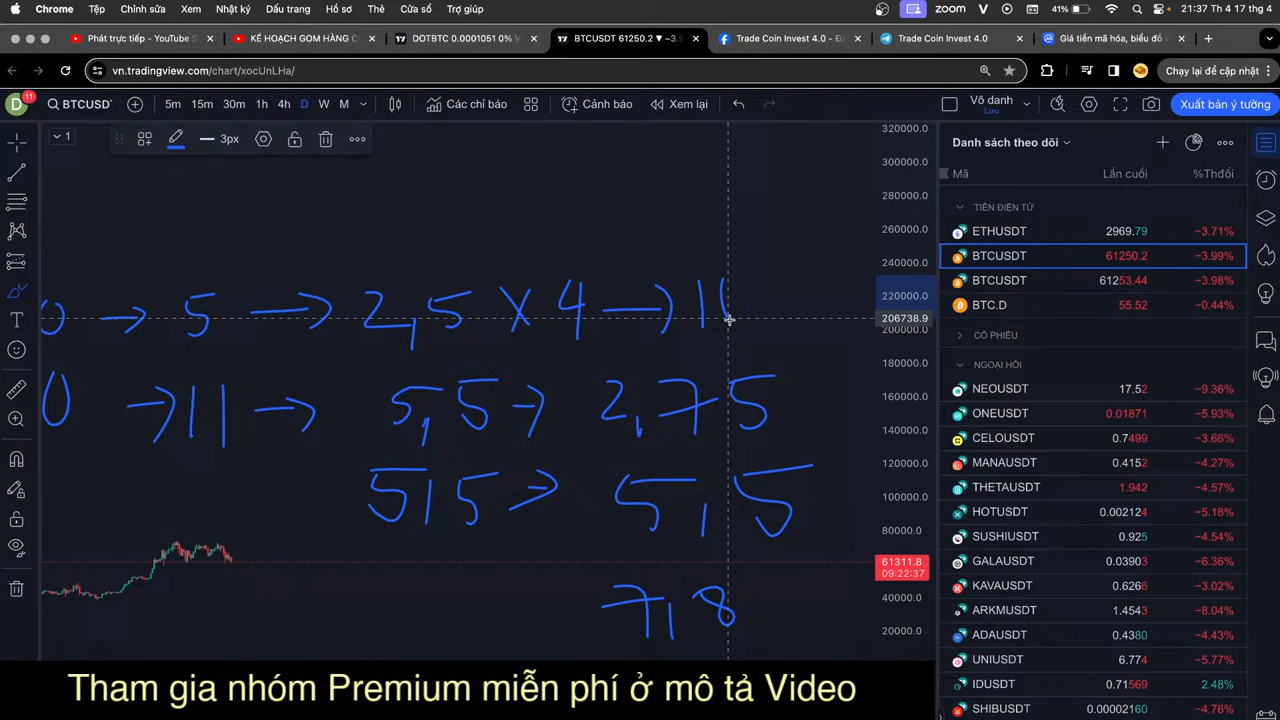 Chrome Tệp Chỉnh sửa Xem Nhật ký Dấu trang Hồ sơ Thẻ Cửa sổ Trợ giúp zoom 41% 21:37 Th 4 17 thg 4
Phát trực tiếp - YouTube S KẾ HOẠCH GOM HÀNG C DOTBTC 0.0001051 0% V BTCUSDT 61250.2 ▼ −3.9 Trade Coin Invest 4.0 - Đ Trade Coin Invest 4.0 Giá tiền mã hóa, biểu đồ v
vn.tradingview.com/chart/xocUnLHa/ Chạy lại để cập nhật
D 11 BTCUSD 5m 15m 30m 1h 4h D W M Các chỉ báo Cảnh báo Xem lại Vô danh Lưu Xuất bản ý tưởng
1 3px
Danh sách theo dõi
Mã Lần cuối %Thđổi
TIỀN ĐIỆN TỬ
ETHUSDT 2969.79 −3.71%
BTCUSDT 61250.2 −3.99%
BTCUSDT 61253.44 −3.98%
BTC.D 55.52 −0.44%
CỔ PHIẾU
NGOẠI HỐI
NEOUSDT 17.52 −9.36%
ONEUSDT 0.01871 −5.93%
CELOUSDT 0.7499 −3.66%
MANAUSDT 0.4152 −4.27%
THETAUSDT 1.942 −4.57%
HOTUSDT 0.002124 −5.18%
SUSHIUSDT 0.925 −4.54%
GALAUSDT 0.03903 −6.36%
KAVAUSDT 0.6266 −3.02%
ARKMUSDT 1.4543 −8.04%
ADAUSDT 0.4380 −4.43%
UNIUSDT 6.774 −5.77%
IDUSDT 0.71569 2.48%
SHIBUSDT 0.00002160 −4.76%
320000.0
300000.0
280000.0
260000.0
240000.0
220000.0
206738.9
200000.0
180000.0
160000.0
140000.0
120000.0
100000.0
80000.0
61311.8
09:22:37
40000.0
20000.0
0 → 5 → 2,5 X 4 → 1
0 → 11 → 5,5 → 2,75
5,5 → 5,5
7,8
Tham gia nhóm Premium miễn phí ở mô tả Video